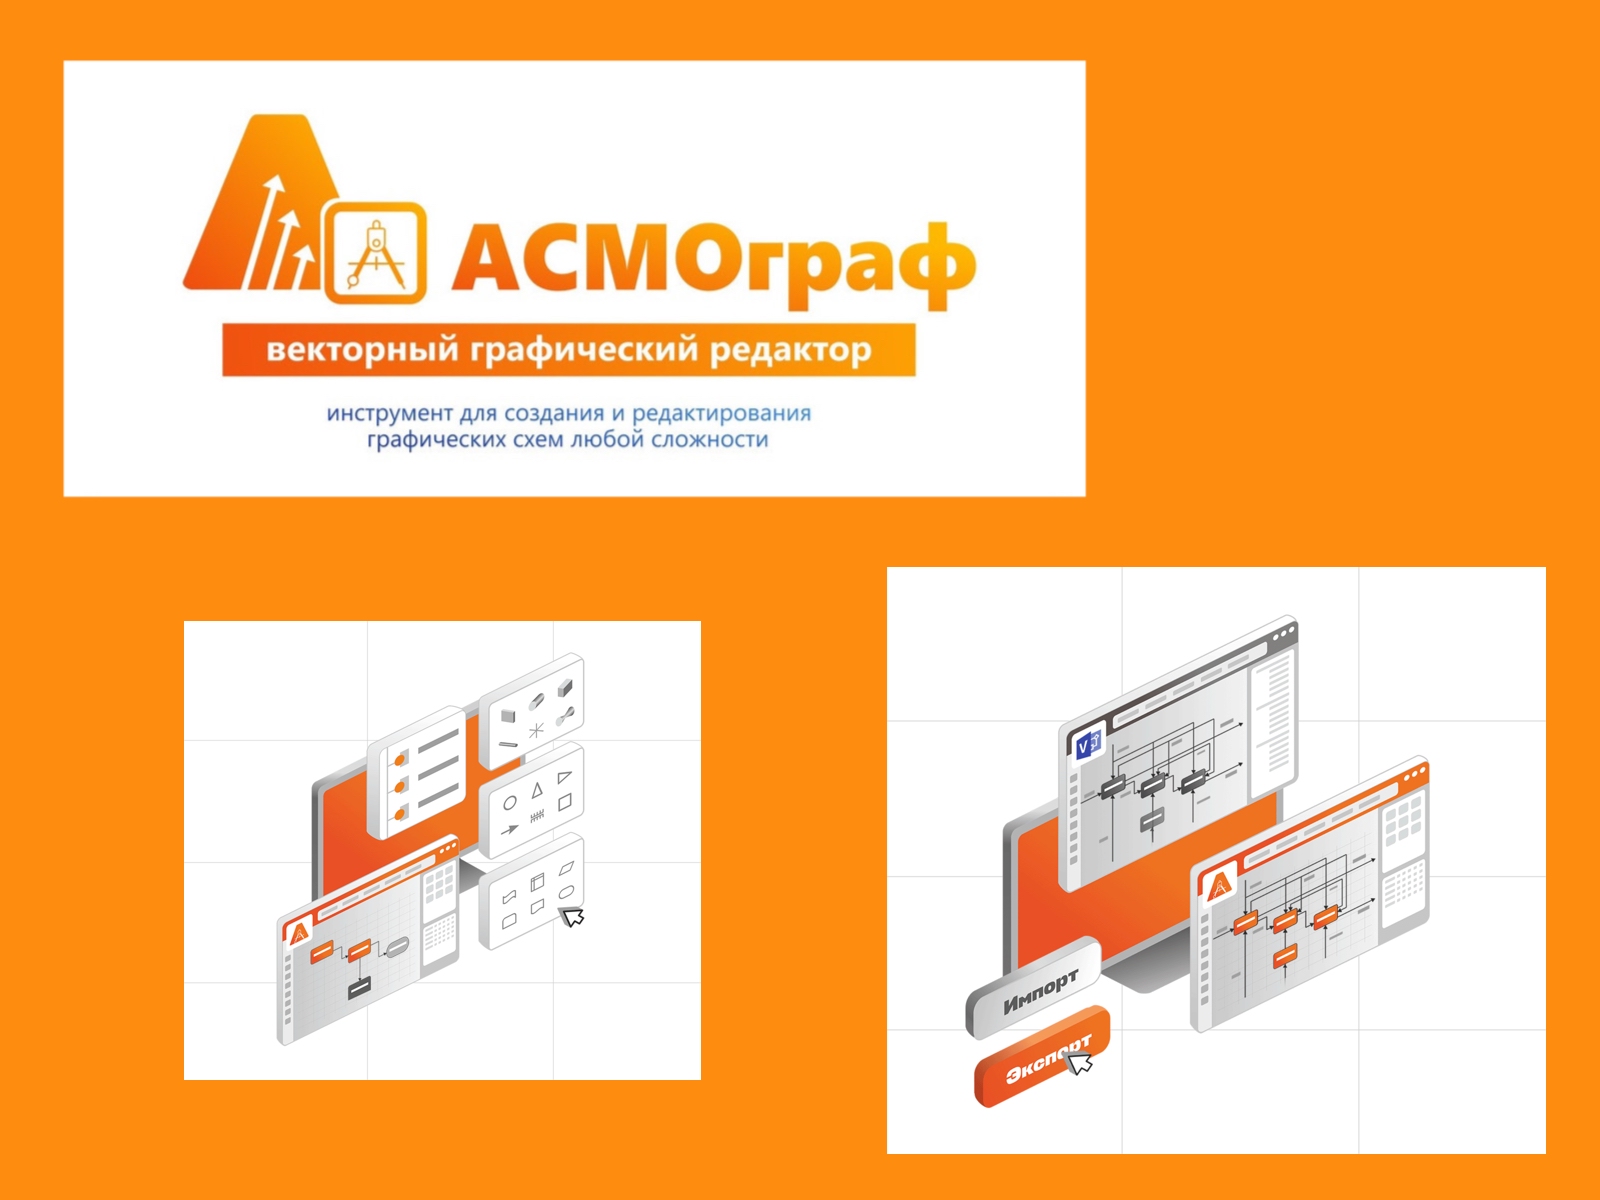 АСМОграф
векторный графический редактор
инструмент для создания и редактирования
графических схем любой сложности
V
Импорт
Экспорт